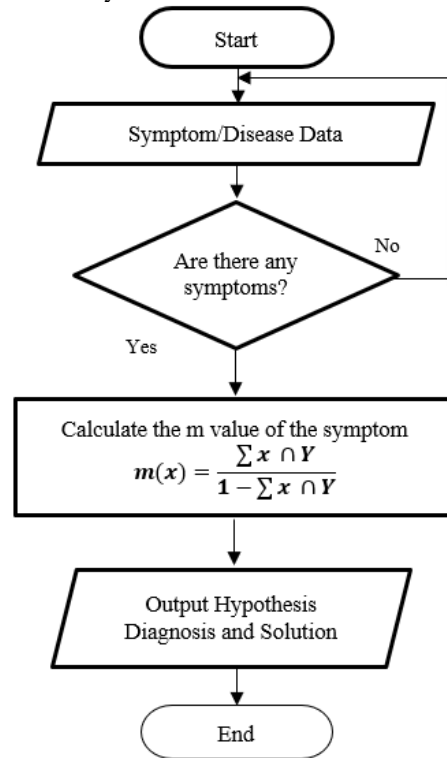 Start
Symptom/Disease Data
Are there any
symptoms?
No
Yes
Calculate the m value of the symptom
m(x) = ∑ x ∩ Y / 1 − ∑ x ∩ Y
Output Hypothesis
Diagnosis and Solution
End